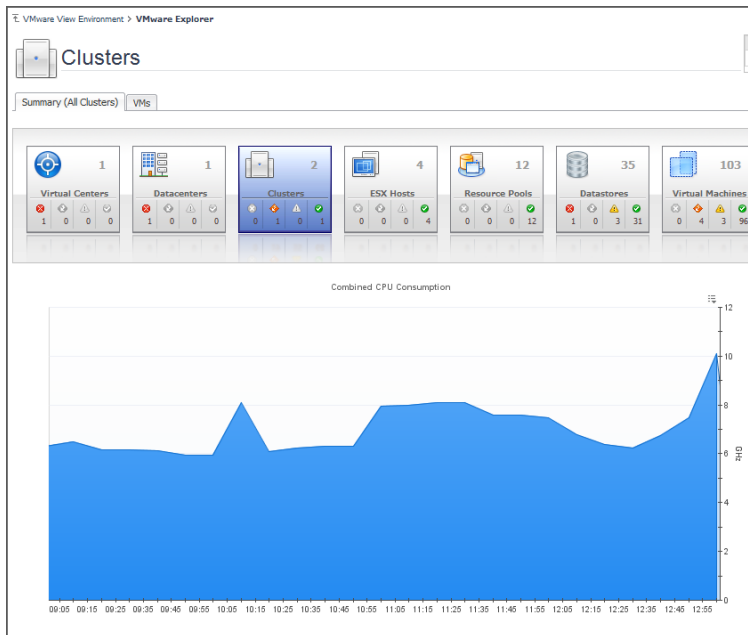 VMware View Environment > VMware Explorer
Clusters
Summary (All Clusters) VMs
1 1 2 4 12 35 103
Virtual Centers Datacenters Clusters ESX Hosts Resource Pools Datastores Virtual Machines
1 0 0 0 1 0 0 0 0 1 0 1 0 0 0 4 0 0 0 12 1 0 3 31 0 4 3 96
Combined CPU Consumption
12
10
8
6
GHz
4
2
0
09:05 09:15 09:25 09:35 09:45 09:55 10:05 10:15 10:25 10:35 10:45 10:55 11:05 11:15 11:25 11:35 11:45 11:55 12:05 12:15 12:25 12:35 12:45 12:55